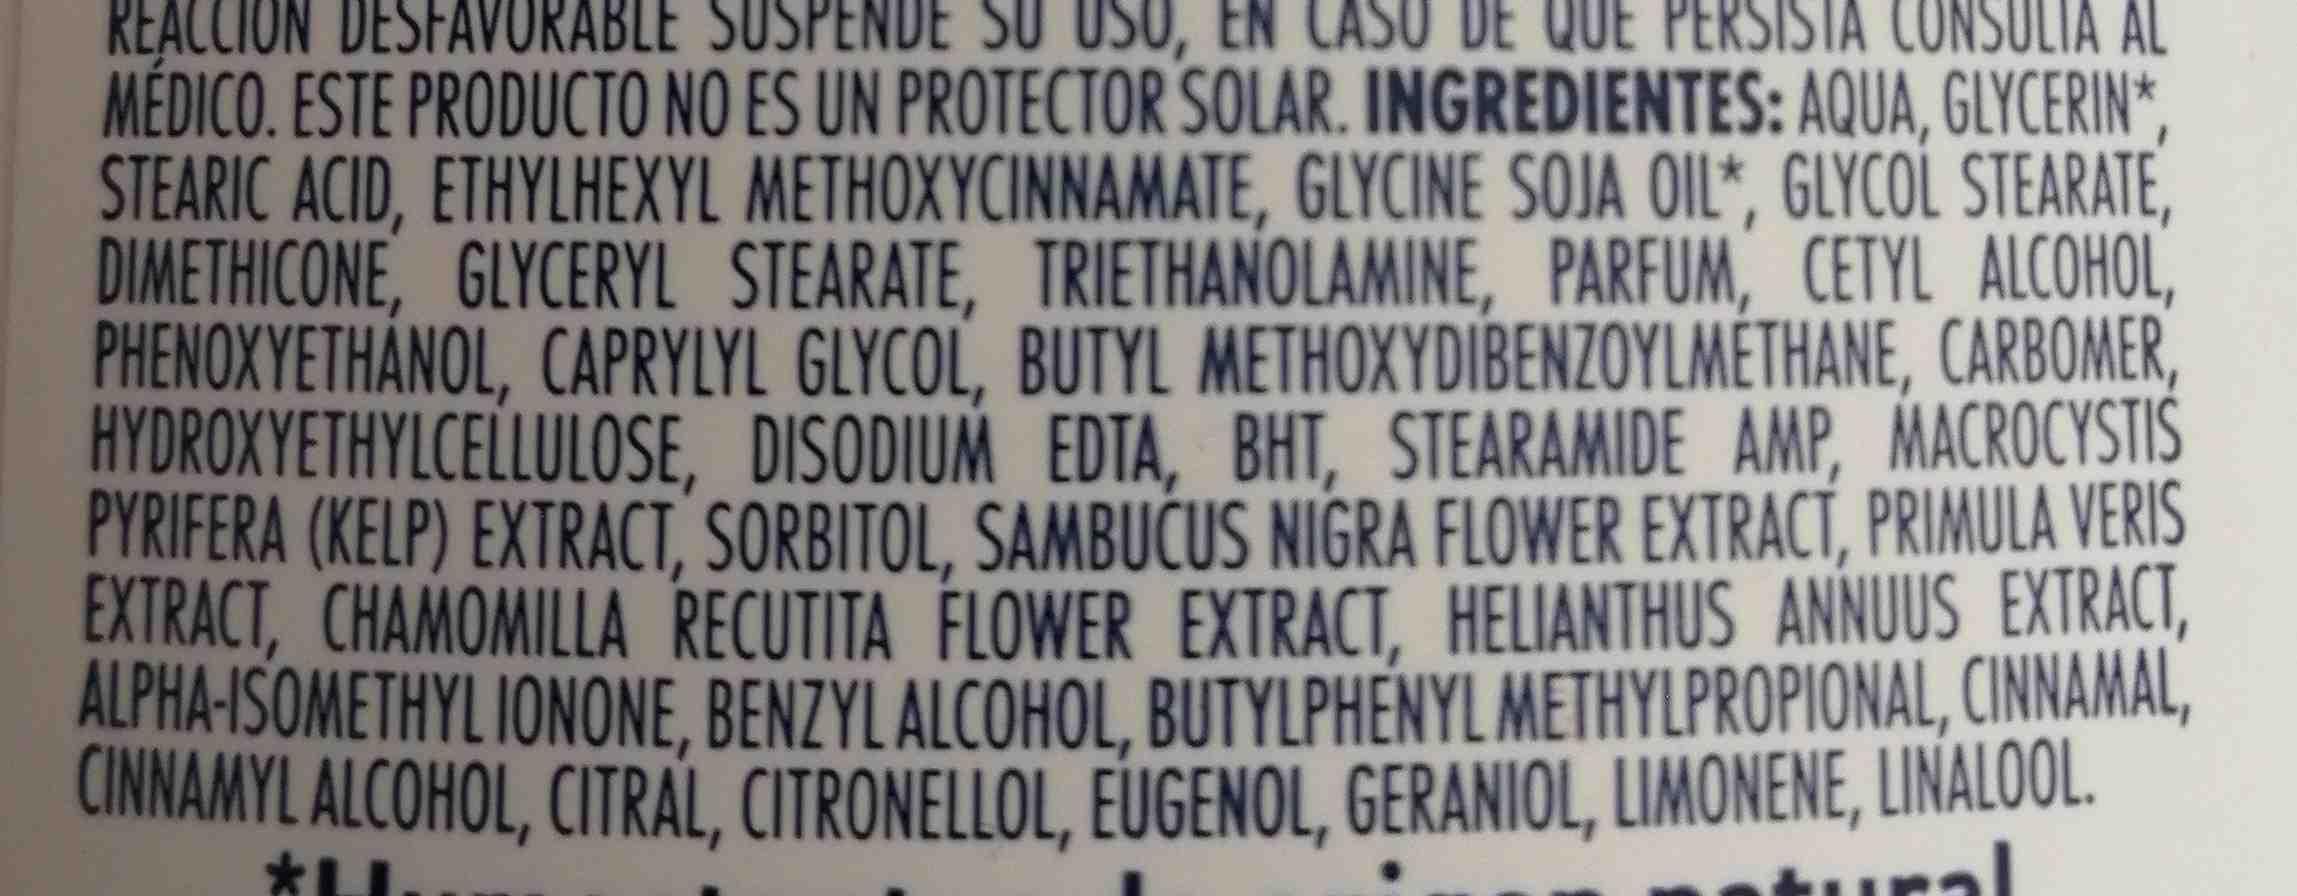 REACCIÓN DESFAVORABLE SUSPENDE SU USO, EN CASO DE QUE PERSISTA CONSULTA AL
MÉDICO. ESTE PRODUCTO NO ES UN PROTECTOR SOLAR. INGREDIENTES: AQUA, GLYCERIN*,
STEARIC ACID, ETHYLHEXYL METHOXYCINNAMATE, GLYCINE SOJA OIL*, GLYCOL STEARATE,
DIMETHICONE, GLYCERYL STEARATE, TRIETHANOLAMINE, PARFUM, CETYL ALCOHOL,
PHENOXYETHANOL, CAPRYLYL GLYCOL, BUTYL METHOXYDIBENZOYLMETHANE, CARBOMER,
HYDROXYETHYLCELLULOSE, DISODIUM EDTA, BHT, STEARAMIDE AMP, MACROCYSTIS
PYRIFERA (KELP) EXTRACT, SORBITOL, SAMBUCUS NIGRA FLOWER EXTRACT, PRIMULA VERIS
EXTRACT, CHAMOMILLA RECUTITA FLOWER EXTRACT, HELIANTHUS ANNUUS EXTRACT,
ALPHA-ISOMETHYL IONONE, BENZYL ALCOHOL, BUTYLPHENYL METHYLPROPIONAL, CINNAMAL,
CINNAMYL ALCOHOL, CITRAL, CITRONELLOL, EUGENOL, GERANIOL, LIMONENE, LINALOOL.
de origen natural